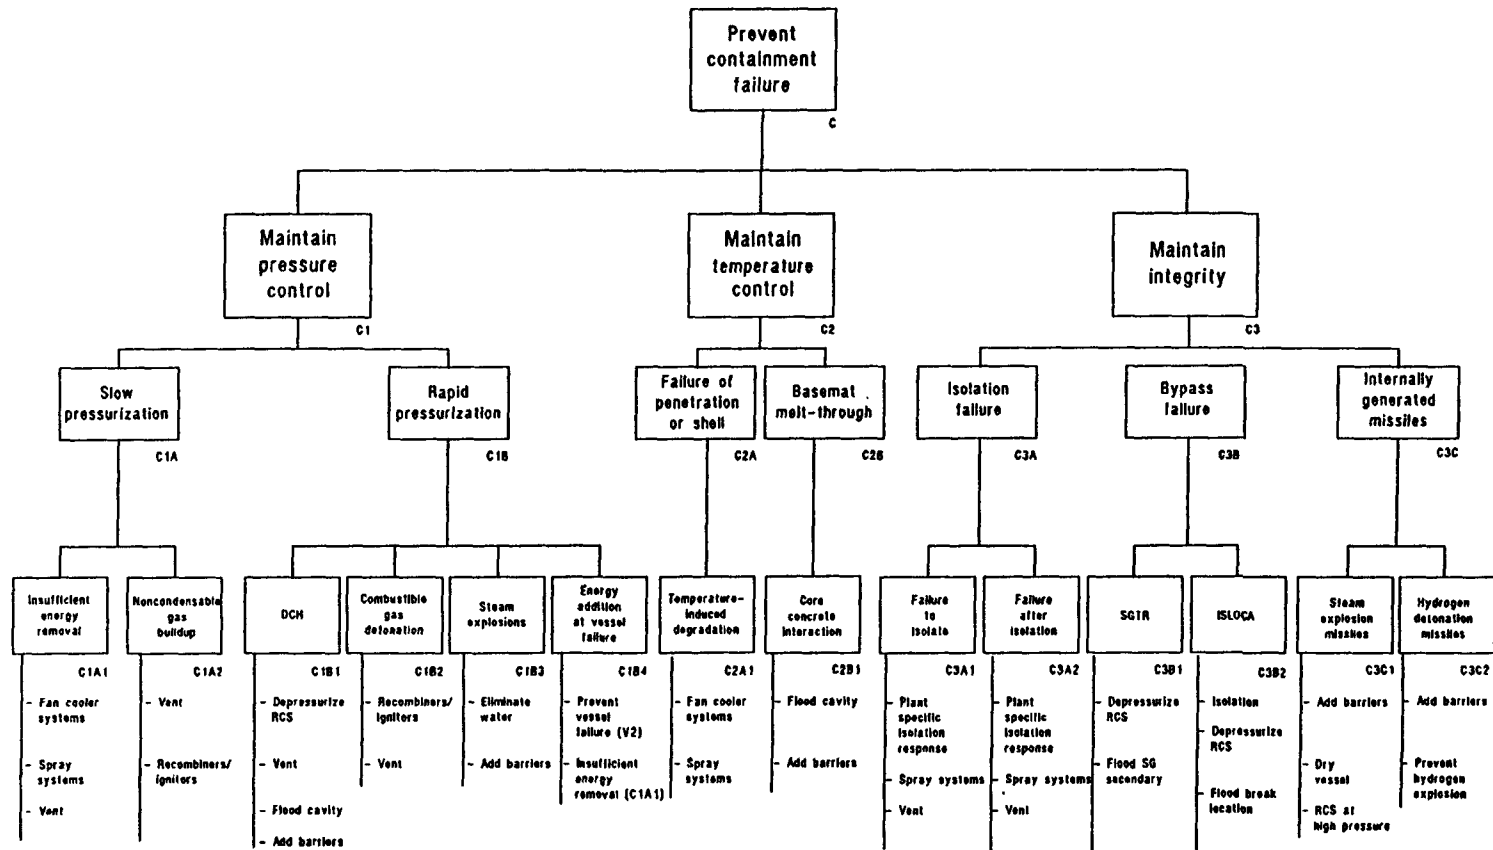 Prevent
containment
failure
C
Maintain
pressure
control
C1
Maintain
temperature
control
C2
Maintain
integrity
C3
Slow
pressurization
C1A
Rapid
pressurization
C1B
Failure of
penetration
or shell
C2A
Basemat
melt-through
C2B
Isolation
failure
C3A
Bypass
failure
C3B
Internally
generated
missiles
C3C
Insufficient
energy
removal
C1A1
- Fan cooler
systems
- Spray
systems
- Vent
Noncondensable
gas
buildup
C1A2
- Vent
- Recombiners/
ignitors
DCH
C1B1
- Depressurize
RCS
- Vent
- Flood cavity
- Add barriers
Combustible
gas
detonation
C1B2
- Recombiners/
ignitors
- Vent
Steam
explosions
C1B3
- Eliminate
water
- Add barriers
Energy
addition
at vessel
failure
C1B4
- Prevent
vessel
failure (V2)
- Insufficient
energy
removal (C1A1)
Temperature-
induced
degradation
C2A1
- Fan cooler
systems
- Spray
systems
Core
concrete
interaction
C2B1
- Flood cavity
- Add barriers
Failure
to
isolate
C3A1
- Plant
specific
isolation
response
- Spray systems
- Vent
Failure
after
isolation
C3A2
- Plant
specific
isolation
response
- Spray systems
- Vent
SGTR
C3B1
- Depressurize
RCS
- Flood SG
secondary
ISLOCA
C3B2
- Isolation
- Depressurize
RCS
- Flood break
location
Steam
explosion
missiles
C3C1
- Add barriers
- Dry
vessel
- RCS at
high pressure
Hydrogen
detonation
missiles
C3C2
- Add barriers
- Prevent
hydrogen
explosion